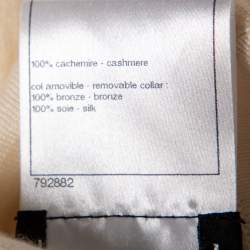 100% cachemire - cashmere
col amovible - removable collar :
100% bronze - bronze
100% soie - silk
792882